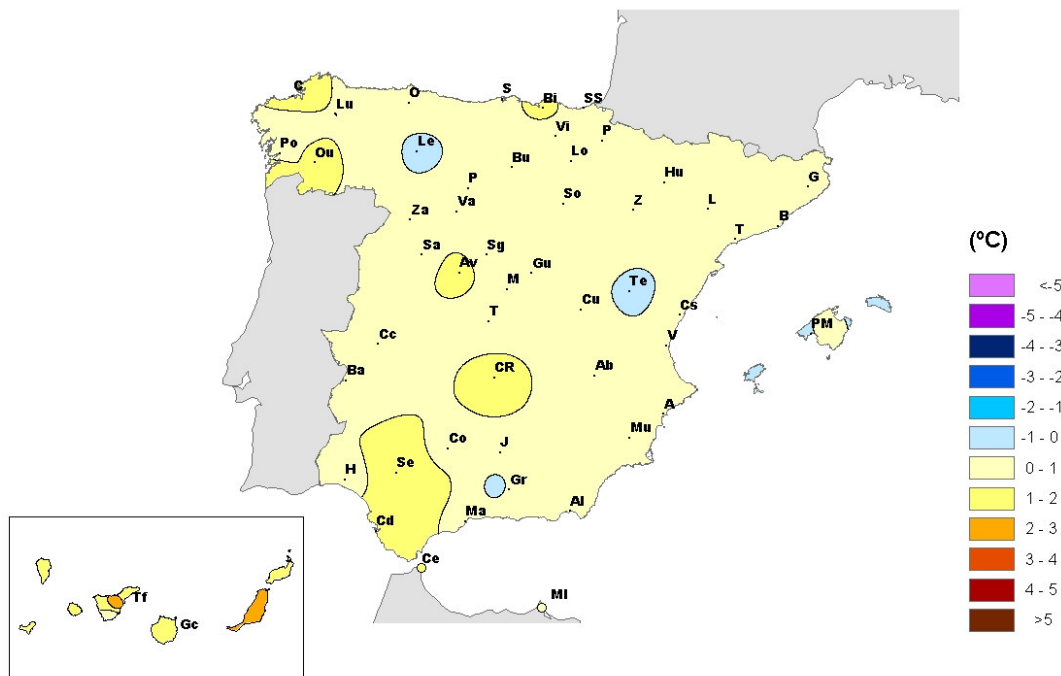 C
O
S
Bi
SS
Lu
Vi
P
Po
Ou
Le
Bu
Lo
Hu
G
P
Za
Va
So
Z
L
B
T
Sa
Av
Sg
Gu
M
Te
Cu
Cs
T
PM
Cc
V
Ba
CR
Ab
A
Mu
Co
J
H
Se
Gr
Cd
Ma
Al
Ce
Ml
Tf
Gc
(ºC)
<-5
-5 - -4
-4 - -3
-3 - -2
-2 - -1
-1 - 0
0 - 1
1 - 2
2 - 3
3 - 4
4 - 5
>5